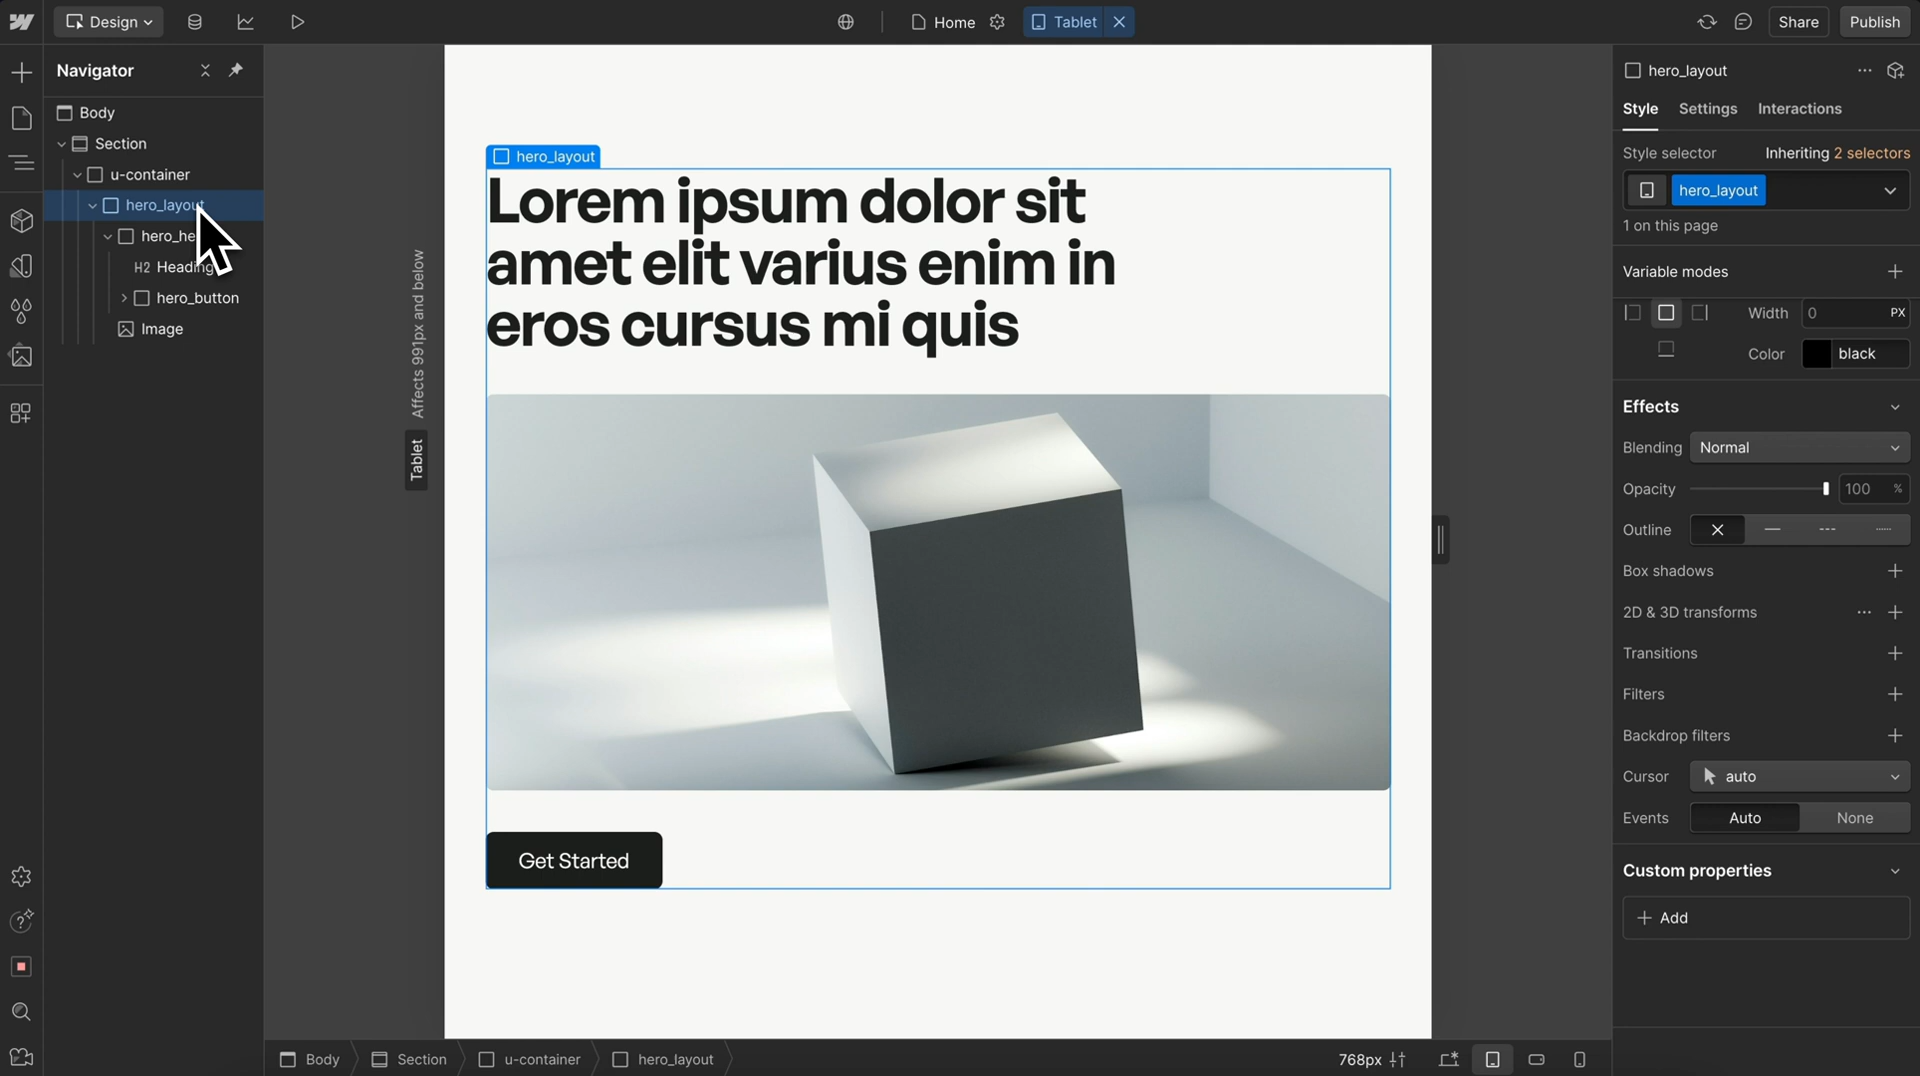 Design
Home
Tablet
Share
Publish
Navigator
Body
Section
u-container
hero_layout
hero_he
H2 Heading
hero_button
Image
Affects 991px and below
Tablet
hero_layout
Lorem ipsum dolor sit
amet elit varius enim in
eros cursus mi quis
Get Started
hero_layout
Style Settings Interactions
Style selector Inheriting 2 selectors
hero_layout
1 on this page
Variable modes
Width 0 PX
Color black
Effects
Blending Normal
Opacity 100 %
Outline
Box shadows
2D & 3D transforms
Transitions
Filters
Backdrop filters
Cursor auto
Events Auto None
Custom properties
Add
Body Section u-container hero_layout
768px